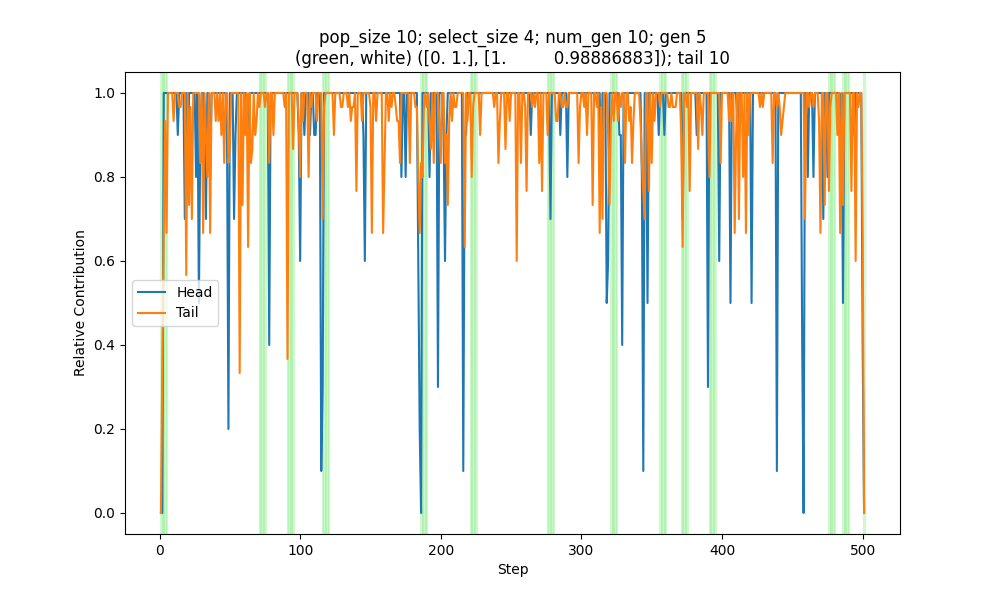 pop_size 10; select_size 4; num_gen 10; gen 5
(green, white) ([0. 1.], [1.         0.98886883]); tail 10
1.0
0.8
0.6
0.4
0.2
0.0
Relative Contribution
Head
Tail
0
100
200
300
400
500
Step